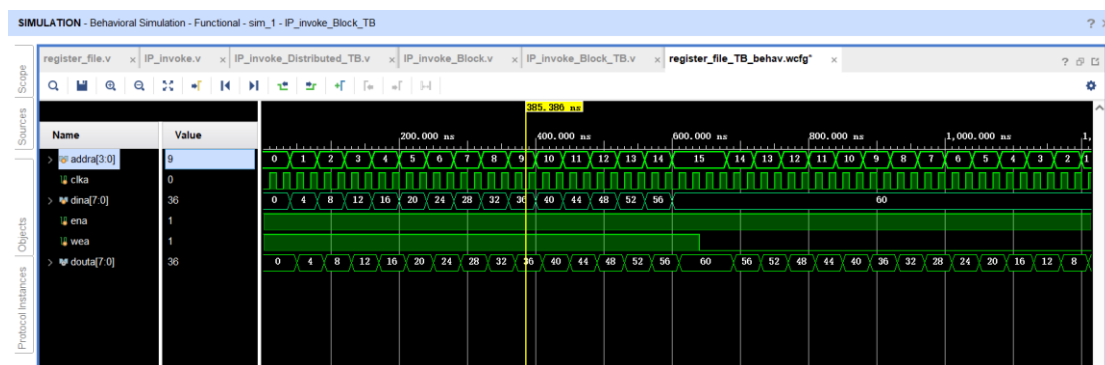 SIMULATION - Behavioral Simulation - Functional - sim_1 - IP_invoke_Block_TB ?
register_file.v × IP_invoke.v × IP_invoke_Distributed_TB.v × IP_invoke_Block.v × IP_invoke_Block_TB.v × register_file_TB_behav.wcfg* × ?
Scope
Sources
Objects
Protocol Instances
385.386 ns
Name Value 200.000 ns 400.000 ns 600.000 ns 800.000 ns 1,000.000 ns 1,
addra[3:0] 9 0 1 2 3 4 5 6 7 8 9 10 11 12 13 14 15 14 13 12 11 10 9 8 7 6 5 4 3 2 1
clka 0
dina[7:0] 36 0 4 8 12 16 20 24 28 32 36 40 44 48 52 56 60
ena 1
wea 1
douta[7:0] 36 0 4 8 12 16 20 24 28 32 36 40 44 48 52 56 60 56 52 48 44 40 36 32 28 24 20 16 12 8